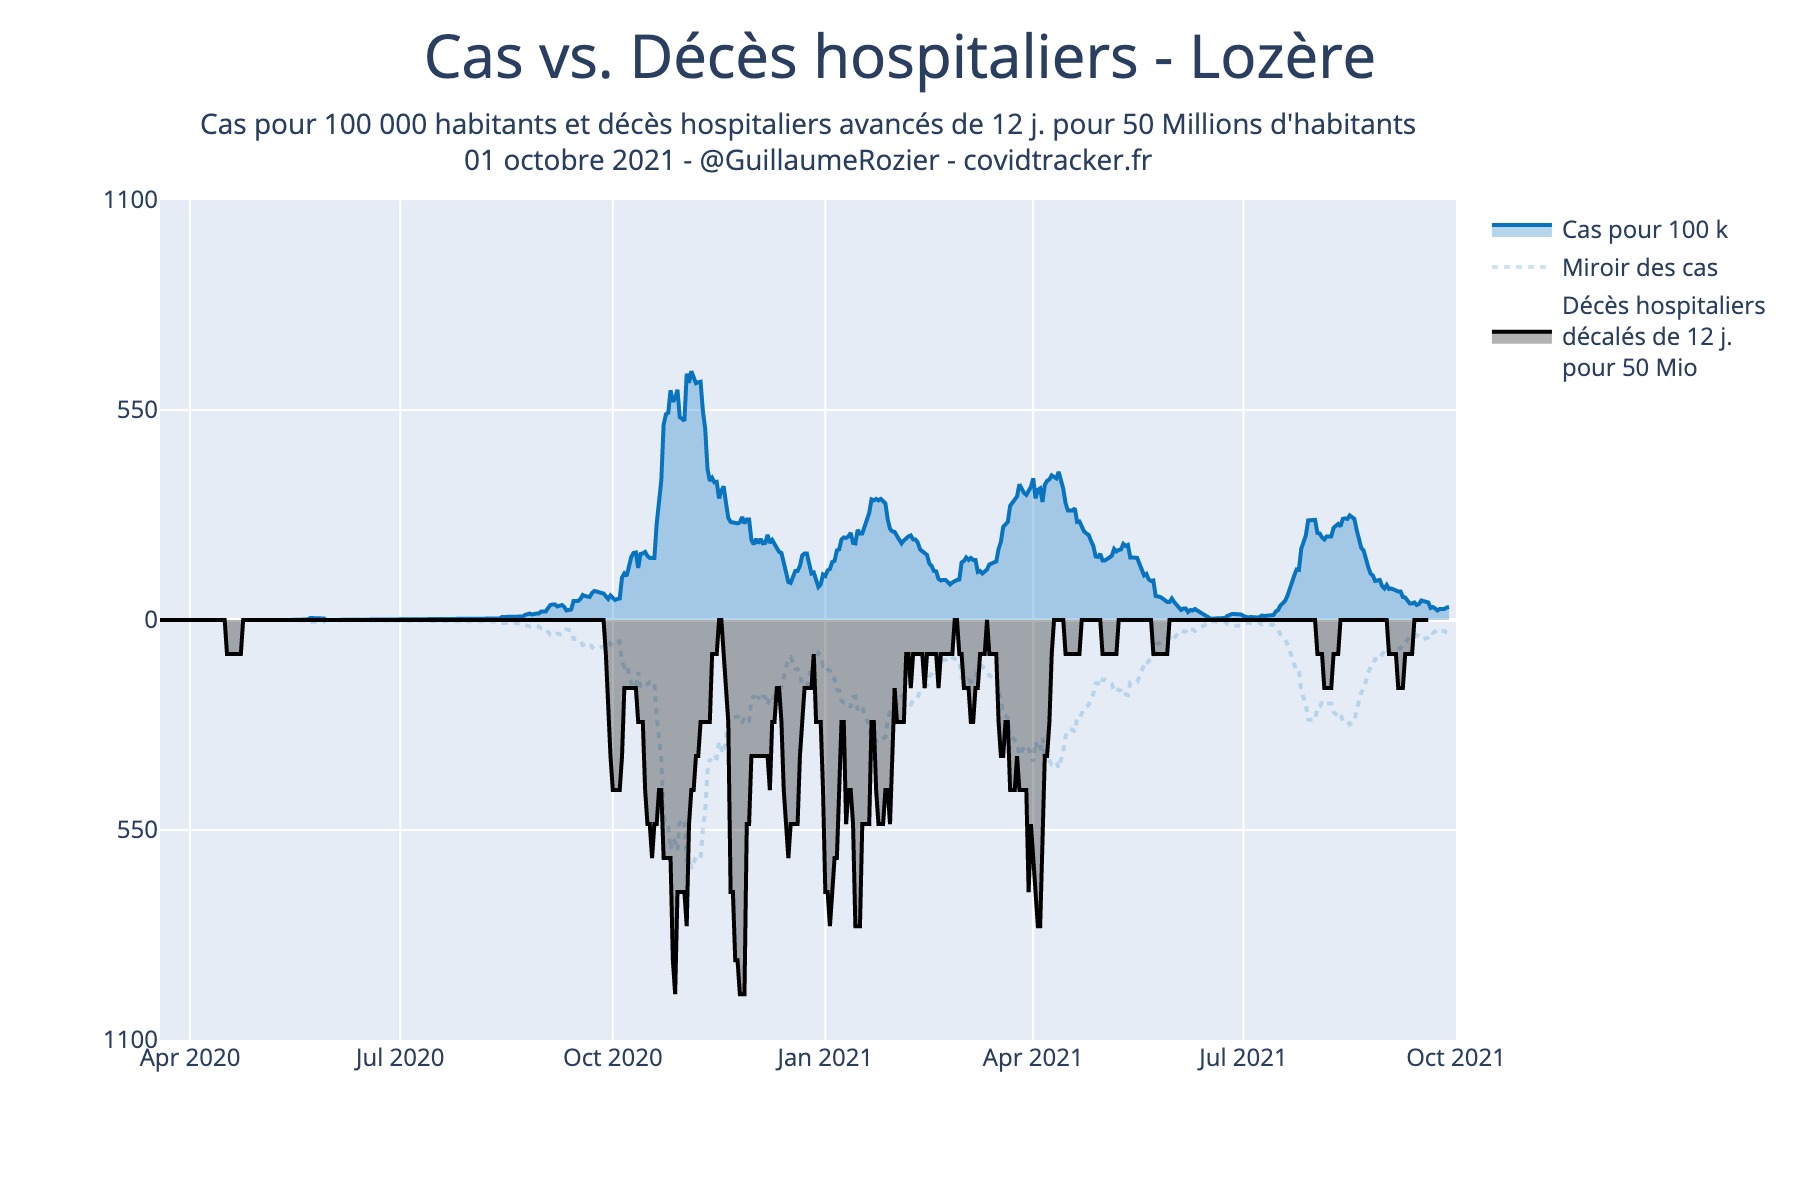 Cas vs. Décès hospitaliers - Lozère
Cas pour 100 000 habitants et décès hospitaliers avancés de 12 j. pour 50 Millions d'habitants
01 octobre 2021 - @GuillaumeRozier - covidtracker.fr
1100
550
0
550
1100
Apr 2020
Jul 2020
Oct 2020
Jan 2021
Apr 2021
Jul 2021
Oct 2021
Cas pour 100 k
Miroir des cas
Décès hospitaliers
décalés de 12 j.
pour 50 Mio